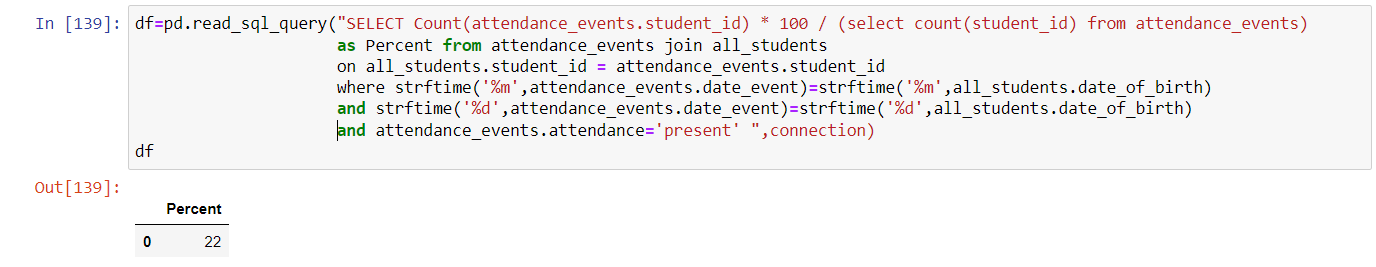 In [139]: df=pd.read_sql_query("SELECT Count(attendance_events.student_id) * 100 / (select count(student_id) from attendance_events)
as Percent from attendance_events join all_students
on all_students.student_id = attendance_events.student_id
where strftime('%m',attendance_events.date_event)=strftime('%m',all_students.date_of_birth)
and strftime('%d',attendance_events.date_event)=strftime('%d',all_students.date_of_birth)
and attendance_events.attendance='present' ",connection)
df
Out[139]:
Percent
0 22